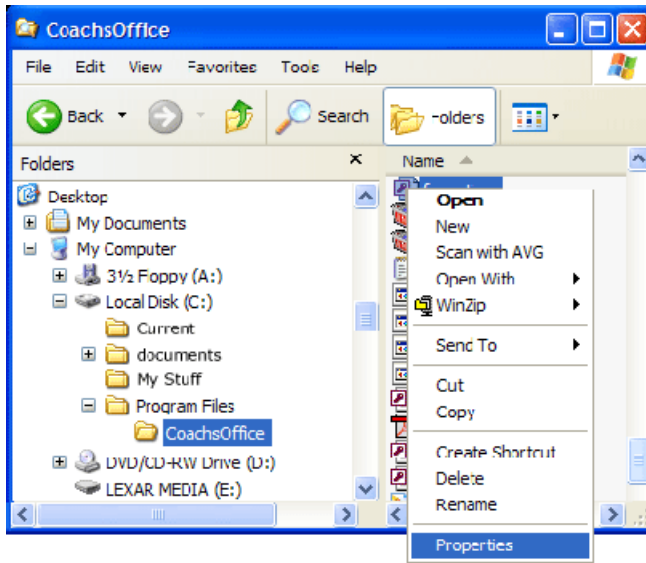 CoachsOffice
File Edit View Favorites Tools Help
Back Search Folders
Folders
Name
Desktop
My Documents
My Computer
3½ Floppy (A:)
Local Disk (C:)
Current
documents
My Stuff
Program Files
CoachsOffice
DVD/CD-RW Drive (D:)
LEXAR MEDIA (E:)
Open
New
Scan with AVG
Open With
WinZip
Send To
Cut
Copy
Create Shortcut
Delete
Rename
Properties